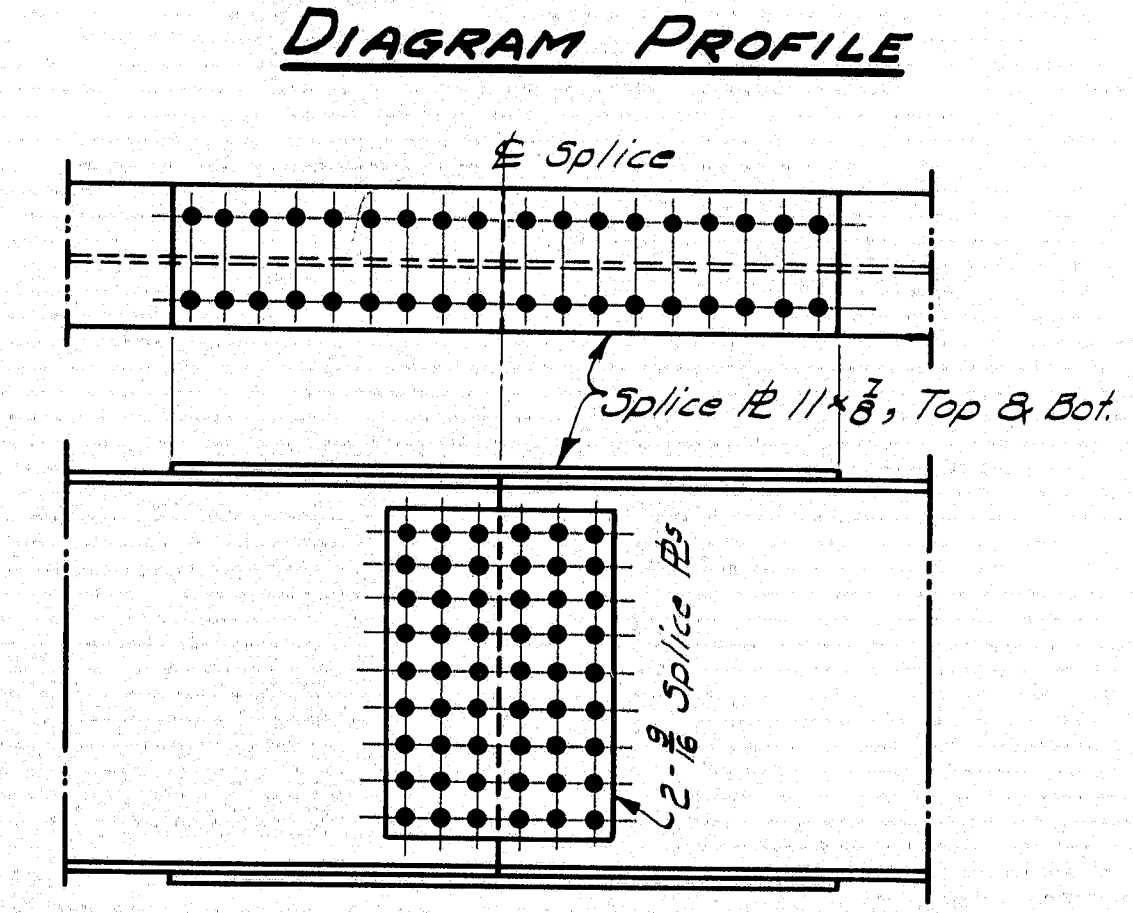 DIAGRAM PROFILE
℄ Splice
Splice ⅊ 11 x 7/8, Top & Bot.
2 - 9/16 Splice ⅊s